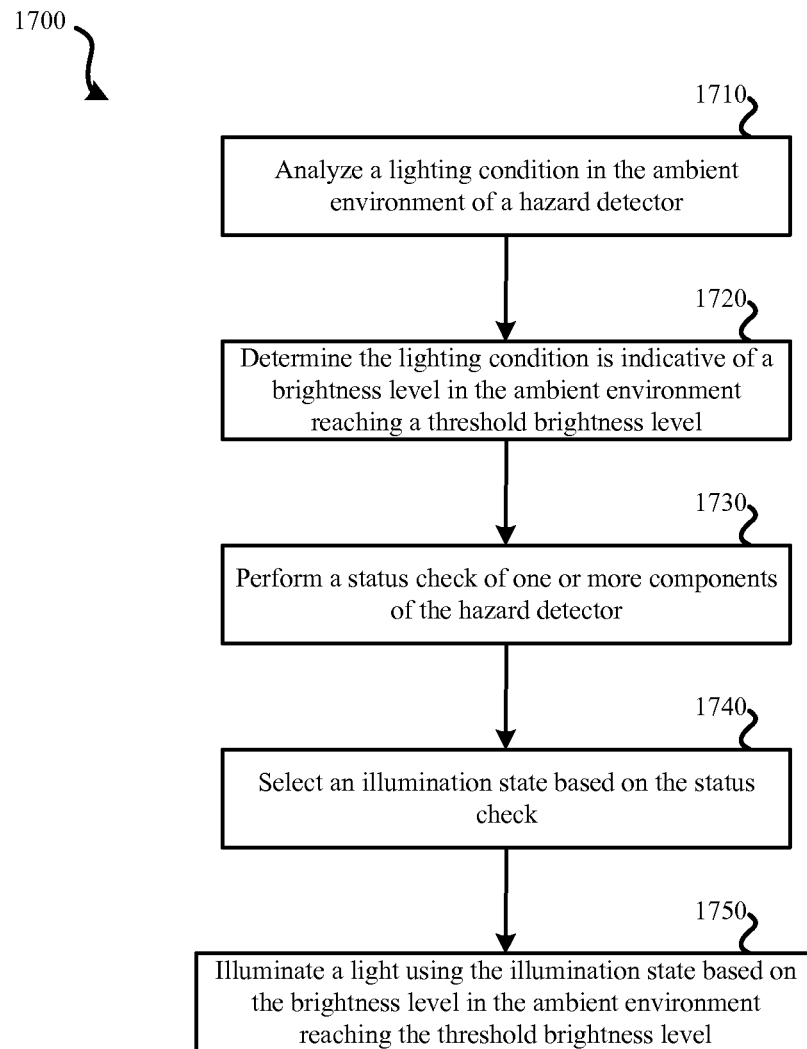 1700
1710
Analyze a lighting condition in the ambient
environment of a hazard detector
1720
Determine the lighting condition is indicative of a
brightness level in the ambient environment
reaching a threshold brightness level
1730
Perform a status check of one or more components
of the hazard detector
1740
Select an illumination state based on the status
check
1750
Illuminate a light using the illumination state based on
the brightness level in the ambient environment
reaching the threshold brightness level